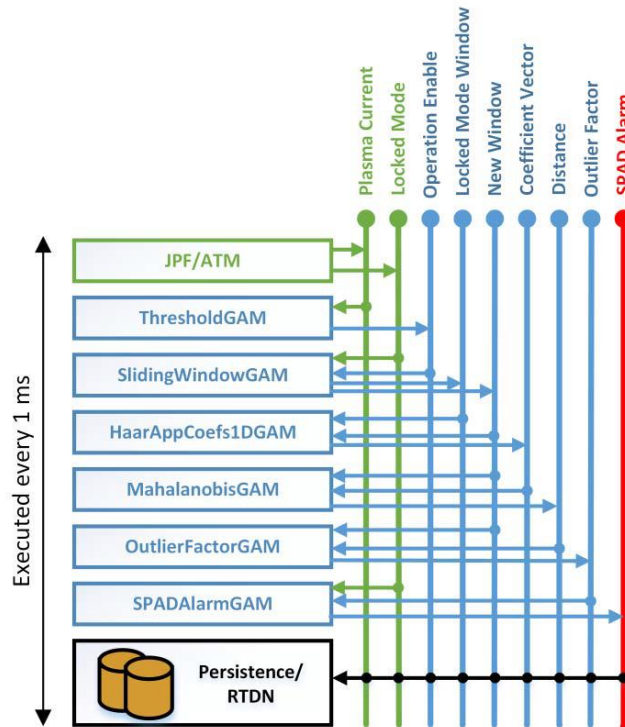 Plasma Current
Locked Mode
Operation Enable
Locked Mode Window
New Window
Coefficient Vector
Distance
Outlier Factor
SPAD Alarm
Executed every 1 ms
JPF/ATM
ThresholdGAM
SlidingWindowGAM
HaarAppCoefs1DGAM
MahalanobisGAM
OutlierFactorGAM
SPADAlarmGAM
Persistence/
RTDN